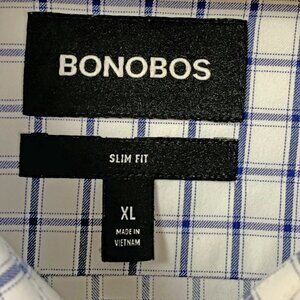 BONOBOS
SLIM FIT
XL
MADE IN
VIETNAM